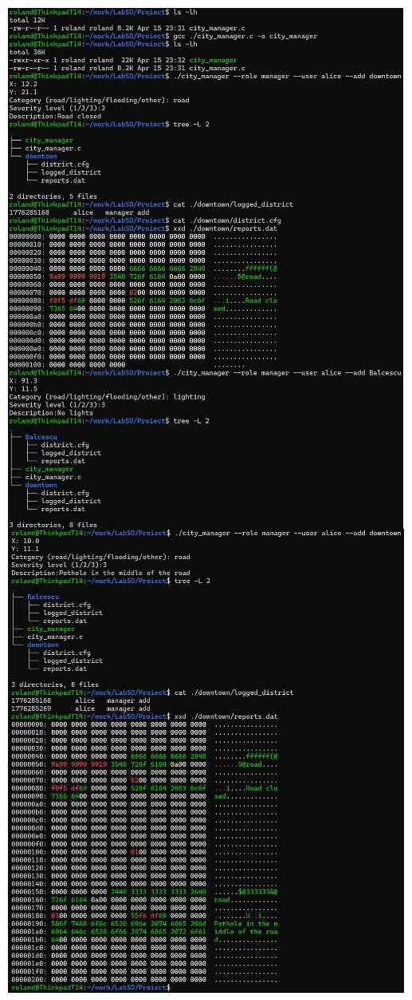 roland@ThinkpadT14:~/work/LabSO/Proiect$ ls -lh
total 12K
-rw-r--r-- 1 roland roland 8.2K Apr 15 23:31 city_manager.c
roland@ThinkpadT14:~/work/LabSO/Proiect$ gcc ./city_manager.c -o city_manager
roland@ThinkpadT14:~/work/LabSO/Proiect$ ls -lh
total 36K
-rwxr-xr-x 1 roland roland  22K Apr 15 23:32 city_manager
-rw-r--r-- 1 roland roland 8.2K Apr 15 23:31 city_manager.c
roland@ThinkpadT14:~/work/LabSO/Proiect$ ./city_manager --role manager --user alice --add downtown
X: 12.2
Y: 21.1
Category (road/lighting/flooding/other): road
Severity level (1/2/3):2
Description:Road closed
roland@ThinkpadT14:~/work/LabSO/Proiect$ tree -L 2
.
├── city_manager
├── city_manager.c
└── downtown
    ├── district.cfg
    ├── logged_district
    └── reports.dat

2 directories, 5 files
roland@ThinkpadT14:~/work/LabSO/Proiect$ cat ./downtown/logged_district
1776285168      alice   manager add
roland@ThinkpadT14:~/work/LabSO/Proiect$ cat ./downtown/district.cfg
roland@ThinkpadT14:~/work/LabSO/Proiect$ xxd ./downtown/reports.dat
00000000: 0000 0000 0000 0000 0000 0000 0000 0000  ................
00000010: 0000 0000 0000 0000 0000 0000 0000 0000  ................
00000020: 0000 0000 0000 0000 0000 0000 0000 0000  ................
00000030: 0000 0000 0000 0000 0000 0000 0000 0000  ................
00000040: 0000 0000 0000 0000 6666 6666 6666 2840  ........ffffff(@
00000050: 9a99 9999 9919 3540 726f 6164 0a00 0000  ......5@road....
00000060: 0000 0000 0000 0000 0000 0000 0000 0000  ................
00000070: 0000 0000 0000 0000 0200 0000 0000 0000  ................
00000080: f0f5 df69 0000 0000 526f 6164 2063 6c6f  ...i....Road clo
00000090: 7365 6400 0000 0000 0000 0000 0000 0000  sed.............
000000a0: 0000 0000 0000 0000 0000 0000 0000 0000  ................
000000b0: 0000 0000 0000 0000 0000 0000 0000 0000  ................
000000c0: 0000 0000 0000 0000 0000 0000 0000 0000  ................
000000d0: 0000 0000 0000 0000 0000 0000 0000 0000  ................
000000e0: 0000 0000 0000 0000 0000 0000 0000 0000  ................
000000f0: 0000 0000 0000 0000 0000 0000 0000 0000  ................
00000100: 0000 0000 0000 0000                      ........
roland@ThinkpadT14:~/work/LabSO/Proiect$ ./city_manager --role manager --user alice --add Balcescu
X: 91.3
Y: 11.5
Category (road/lighting/flooding/other): lighting
Severity level (1/2/3):3
Description:No lights
roland@ThinkpadT14:~/work/LabSO/Proiect$ tree -L 2
.
├── Balcescu
│   ├── district.cfg
│   ├── logged_district
│   └── reports.dat
├── city_manager
├── city_manager.c
└── downtown
    ├── district.cfg
    ├── logged_district
    └── reports.dat

3 directories, 8 files
roland@ThinkpadT14:~/work/LabSO/Proiect$ ./city_manager --role manager --user alice --add downtown
X: 10.0
Y: 11.1
Category (road/lighting/flooding/other): road
Severity level (1/2/3):3
Description:Pothole in the middle of the road
roland@ThinkpadT14:~/work/LabSO/Proiect$ tree -L 2
.
├── Balcescu
│   ├── district.cfg
│   ├── logged_district
│   └── reports.dat
├── city_manager
├── city_manager.c
└── downtown
    ├── district.cfg
    ├── logged_district
    └── reports.dat

3 directories, 8 files
roland@ThinkpadT14:~/work/LabSO/Proiect$ cat ./downtown/logged_district
1776285168      alice   manager add
1776285269      alice   manager add
roland@ThinkpadT14:~/work/LabSO/Proiect$ xxd ./downtown/reports.dat
00000000: 0000 0000 0000 0000 0000 0000 0000 0000  ................
00000010: 0000 0000 0000 0000 0000 0000 0000 0000  ................
00000020: 0000 0000 0000 0000 0000 0000 0000 0000  ................
00000030: 0000 0000 0000 0000 0000 0000 0000 0000  ................
00000040: 0000 0000 0000 0000 6666 6666 6666 2840  ........ffffff(@
00000050: 9a99 9999 9919 3540 726f 6164 0a00 0000  ......5@road....
00000060: 0000 0000 0000 0000 0000 0000 0000 0000  ................
00000070: 0000 0000 0000 0000 0200 0000 0000 0000  ................
00000080: f0f5 df69 0000 0000 526f 6164 2063 6c6f  ...i....Road clo
00000090: 7365 6400 0000 0000 0000 0000 0000 0000  sed.............
000000a0: 0000 0000 0000 0000 0000 0000 0000 0000  ................
000000b0: 0000 0000 0000 0000 0000 0000 0000 0000  ................
000000c0: 0000 0000 0000 0000 0000 0000 0000 0000  ................
000000d0: 0000 0000 0000 0000 0000 0000 0000 0000  ................
000000e0: 0000 0000 0000 0000 0000 0000 0000 0000  ................
000000f0: 0000 0000 0000 0000 0000 0000 0000 0000  ................
00000100: 0000 0000 0000 0000 0100 0000 0000 0000  ................
00000110: 0000 0000 0000 0000 0000 0000 0000 0000  ................
00000120: 0000 0000 0000 0000 0000 0000 0000 0000  ................
00000130: 0000 0000 0000 0000 0000 0000 0000 0000  ................
00000140: 0000 0000 0000 0000 0000 0000 0000 0000  ................
00000150: 0000 0000 0000 2440 3333 3333 3333 2640  ......$@333333&@
00000160: 726f 6164 0a00 0000 0000 0000 0000 0000  road............
00000170: 0000 0000 0000 0000 0000 0000 0000 0000  ................
00000180: 0300 0000 0000 0000 55f6 df69 0000 0000  ........U..i....
00000190: 506f 7468 6f6c 6520 696e 2074 6865 206d  Pothole in the m
000001a0: 6964 646c 6520 6f66 2074 6865 2072 6f61  iddle of the roa
000001b0: 6400 0000 0000 0000 0000 0000 0000 0000  d...............
000001c0: 0000 0000 0000 0000 0000 0000 0000 0000  ................
000001d0: 0000 0000 0000 0000 0000 0000 0000 0000  ................
000001e0: 0000 0000 0000 0000 0000 0000 0000 0000  ................
000001f0: 0000 0000 0000 0000 0000 0000 0000 0000  ................
00000200: 0000 0000 0000 0000 0000 0000 0000 0000  ................
roland@ThinkpadT14:~/work/LabSO/Proiect$